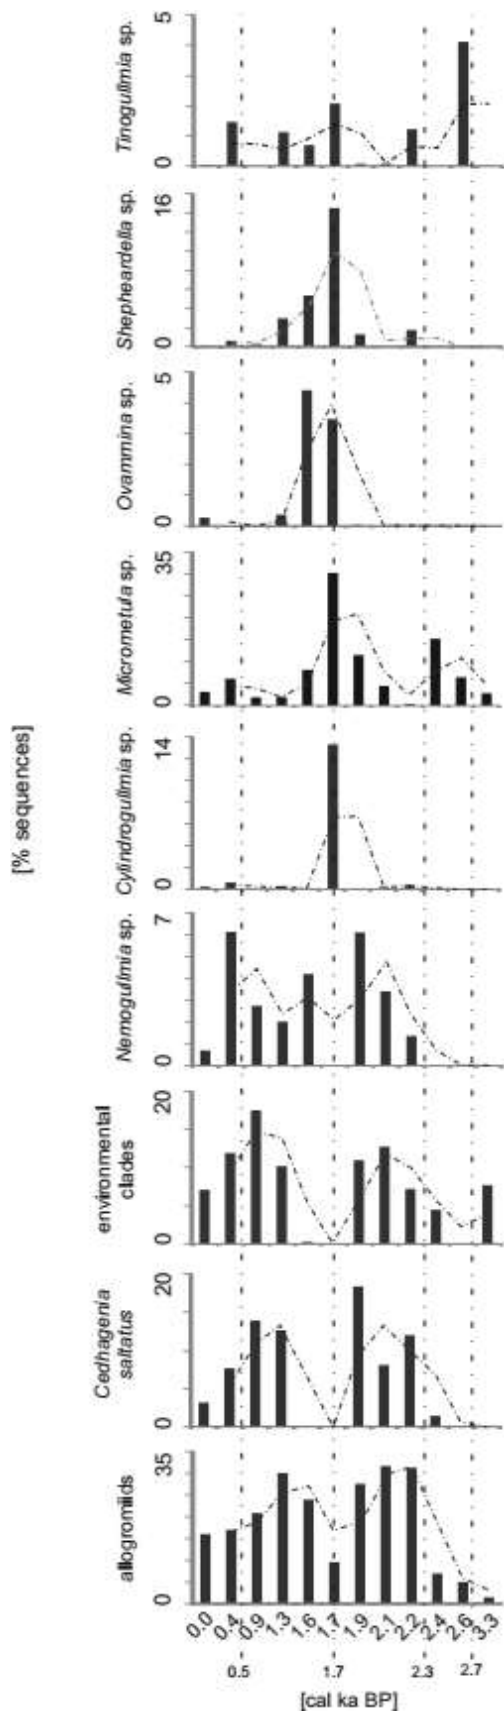 [% sequences]
Tinogullmia sp.
5
0
Shepheardella sp.
16
0
Ovammina sp.
5
0
Micrometula sp.
35
0
Cylindrogullmia sp.
14
0
Nemogullmia sp.
7
0
environmental
clades
20
0
Cedhagenia
saltatus
20
0
allogromiids
35
0
0.0 0.4 0.9 1.3 1.6 1.7 1.9 2.1 2.2 2.4 2.6 3.3
0.5 1.7 2.3 2.7
[cal ka BP]